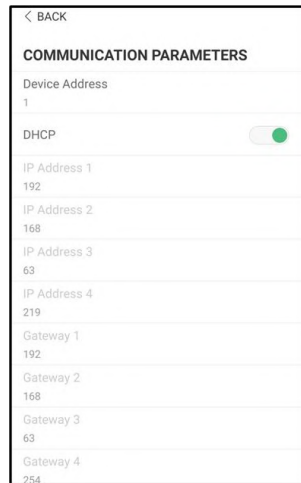 < BACK
COMMUNICATION PARAMETERS
Device Address
1
DHCP
IP Address 1
192
IP Address 2
168
IP Address 3
63
IP Address 4
219
Gateway 1
192
Gateway 2
168
Gateway 3
63
Gateway 4
254